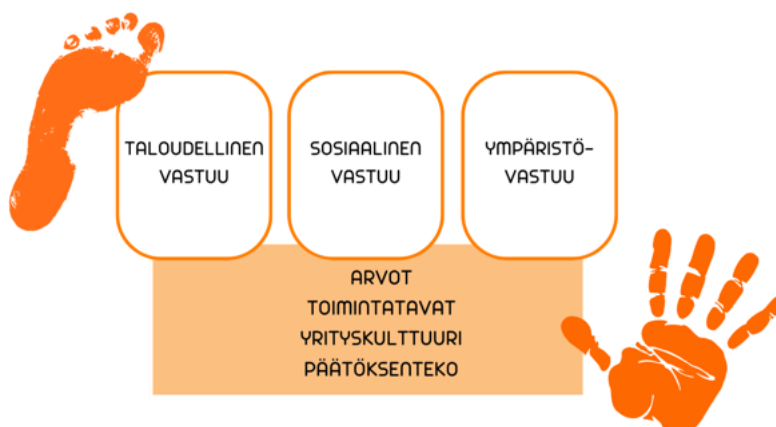 TALOUDELLINEN
VASTUU
SOSIAALINEN
VASTUU
YMPÄRISTÖ-
VASTUU
ARVOT
TOIMINTATAVAT
YRITYSKULTTUURI
PÄÄTÖKSENTEKO